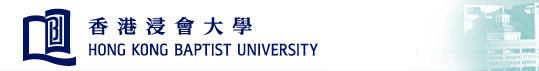 香港浸會大學
HONG KONG BAPTIST UNIVERSITY